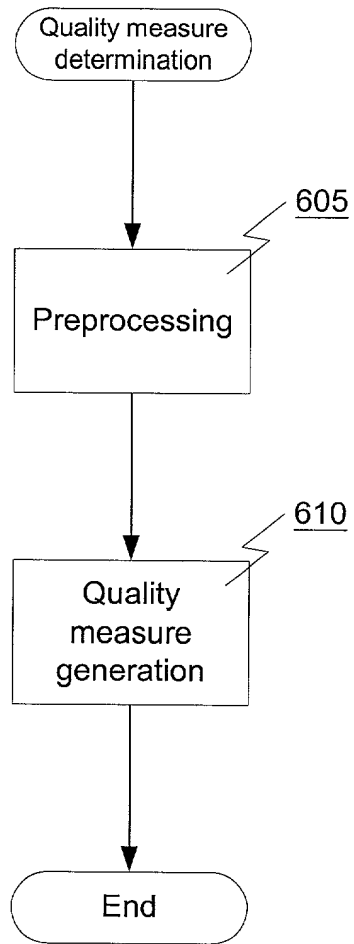 Quality measure
determination
605
Preprocessing
610
Quality
measure
generation
End